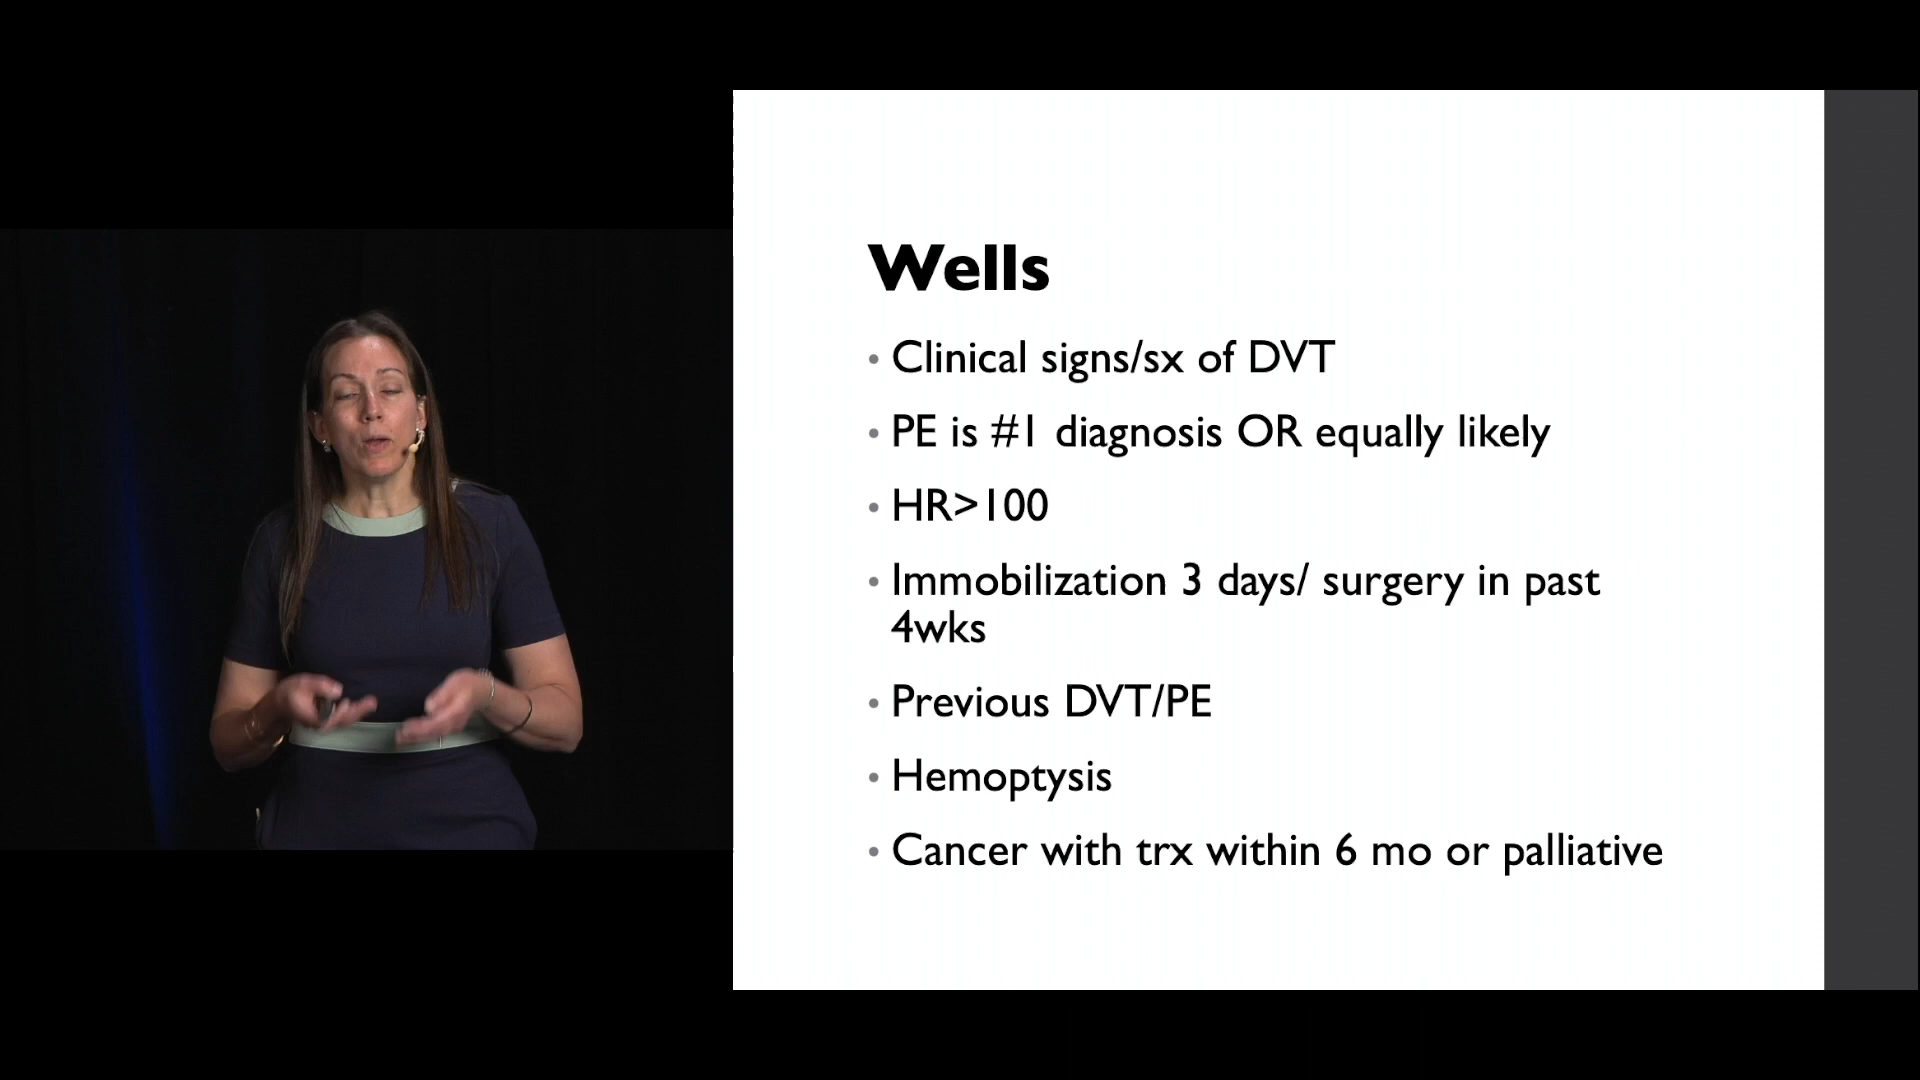 Wells
• Clinical signs/sx of DVT
• PE is #1 diagnosis OR equally likely
• HR>100
• Immobilization 3 days/ surgery in past
4wks
• Previous DVT/PE
• Hemoptysis
• Cancer with trx within 6 mo or palliative